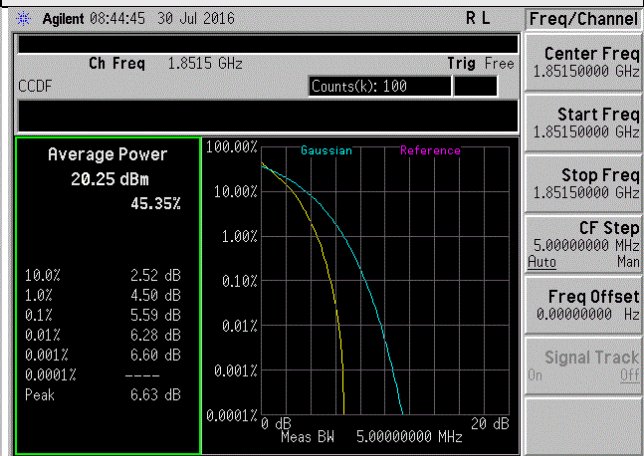 Agilent 08:44:45 30 Jul 2016 R L Freq/Channel
Ch Freq 1.8515 GHz Trig Free
CCDF Counts(k): 100
Average Power
20.25 dBm
45.35%
10.0% 2.52 dB
1.0% 4.50 dB
0.1% 5.59 dB
0.01% 6.28 dB
0.001% 6.60 dB
0.0001% ----
Peak 6.63 dB
Gaussian Reference
100.00%
10.00%
1.00%
0.10%
0.01%
0.001%
0.0001%
0 dB 20 dB
Meas BW 5.00000000 MHz
Center Freq
1.85150000 GHz
Start Freq
1.85150000 GHz
Stop Freq
1.85150000 GHz
CF Step
5.00000000 MHz
Auto Man
Freq Offset
0.00000000 Hz
Signal Track
On Off